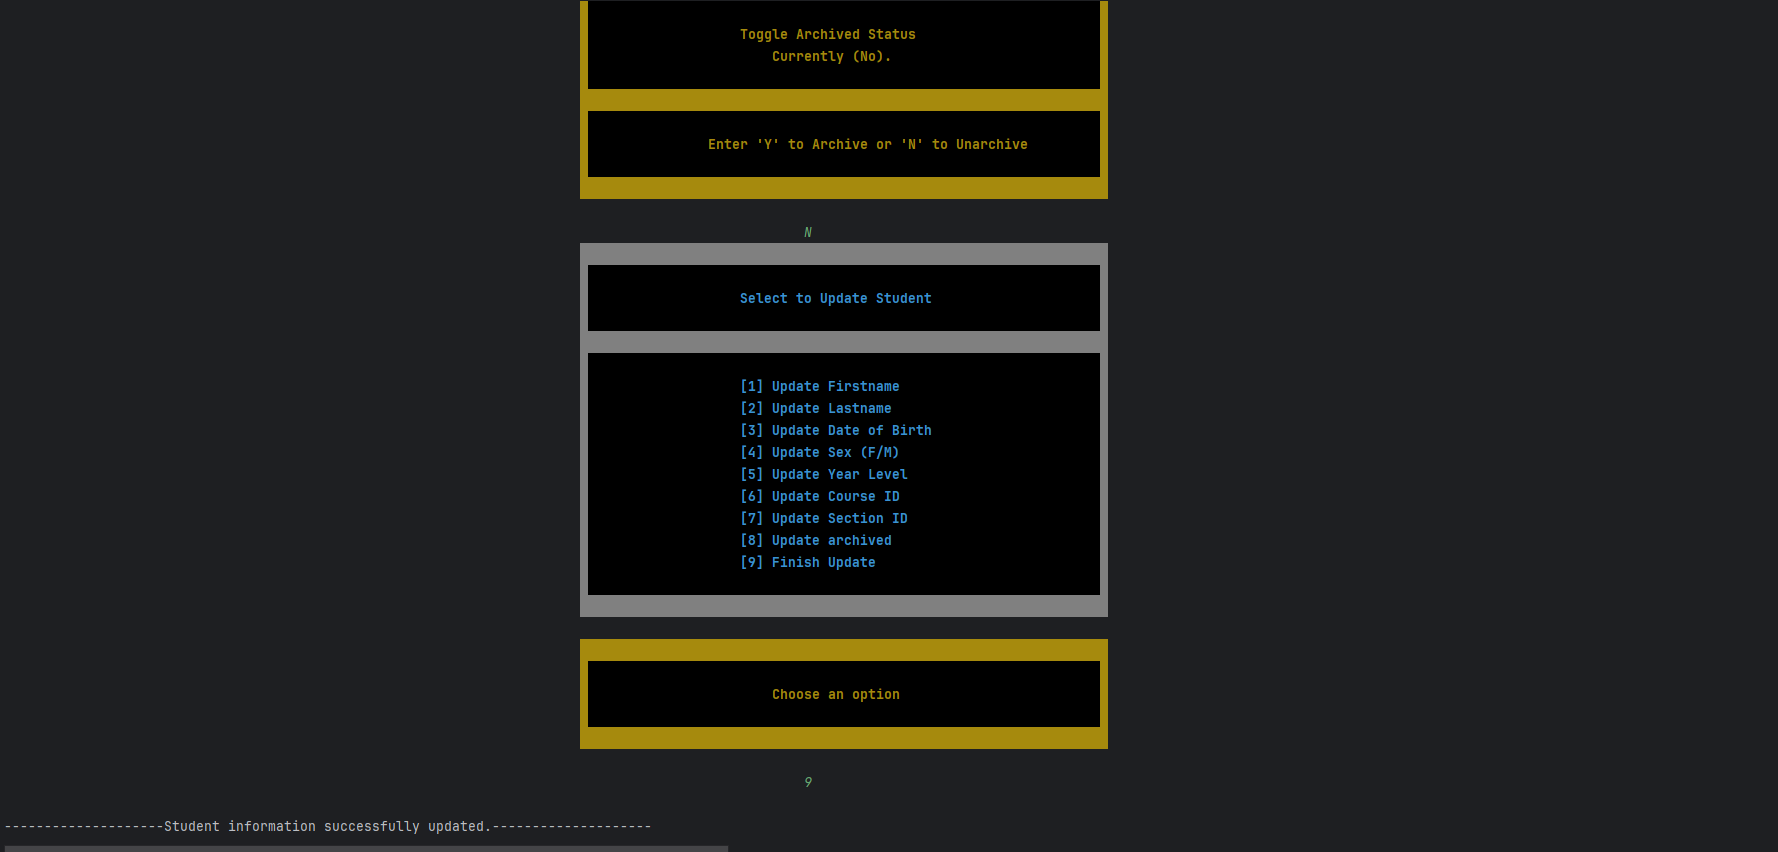 Toggle Archived Status
Currently (No).
Enter 'Y' to Archive or 'N' to Unarchive
N
Select to Update Student
[1] Update Firstname
[2] Update Lastname
[3] Update Date of Birth
[4] Update Sex (F/M)
[5] Update Year Level
[6] Update Course ID
[7] Update Section ID
[8] Update archived
[9] Finish Update
Choose an option
9
--------------------Student information successfully updated.--------------------